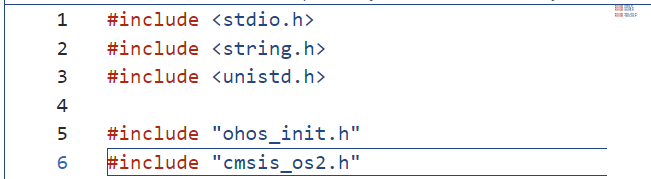 1 #include <stdio.h>
2 #include <string.h>
3 #include <unistd.h>
4
5 #include "ohos_init.h"
6 #include "cmsis_os2.h"